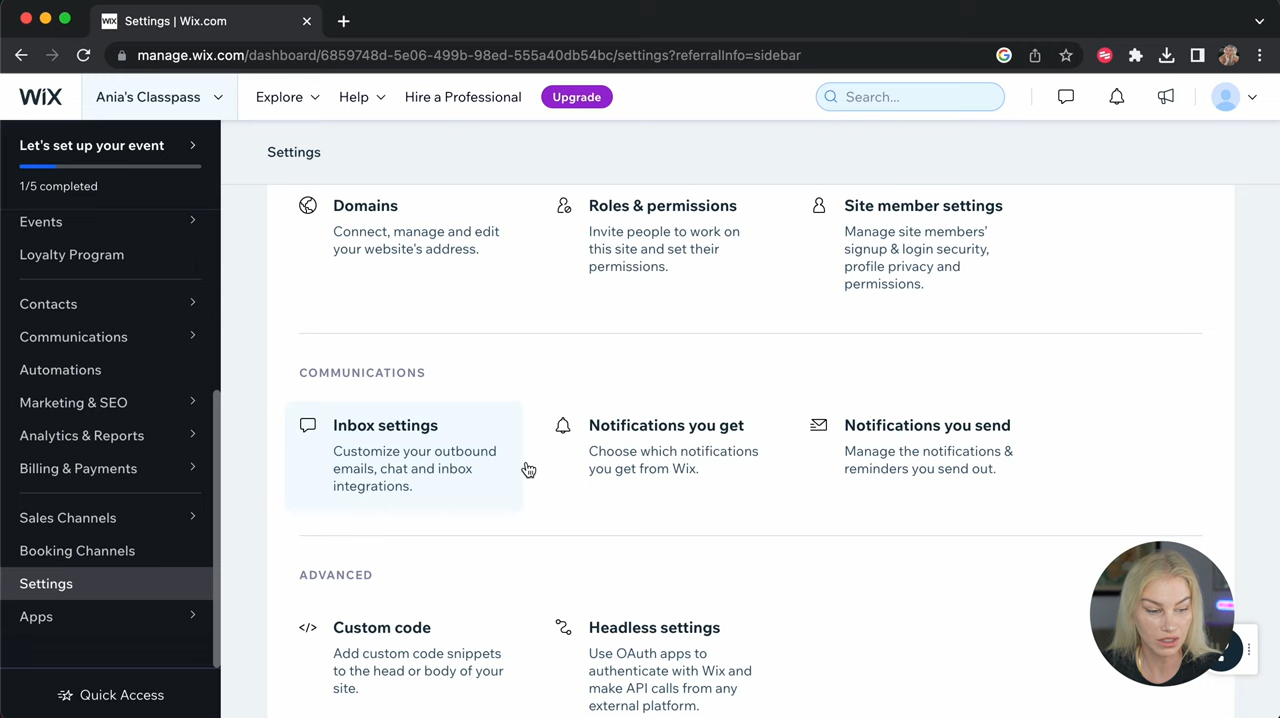 WiX Settings | Wix.com
manage.wix.com/dashboard/6859748d-5e06-499b-98ed-555a40db54bc/settings?referralInfo=sidebar
WiX
Ania's Classpass
Explore
Help
Hire a Professional
Upgrade
Search...
Let's set up your event
1/5 completed
Events
Loyalty Program
Contacts
Communications
Automations
Marketing & SEO
Analytics & Reports
Billing & Payments
Sales Channels
Booking Channels
Settings
Apps
Quick Access
Settings
Domains
Connect, manage and edit
your website's address.
Roles & permissions
Invite people to work on
this site and set their
permissions.
Site member settings
Manage site members'
signup & login security,
profile privacy and
permissions.
COMMUNICATIONS
Inbox settings
Customize your outbound
emails, chat and inbox
integrations.
Notifications you get
Choose which notifications
you get from Wix.
Notifications you send
Manage the notifications &
reminders you send out.
ADVANCED
Custom code
Add custom code snippets
to the head or body of your
site.
Headless settings
Use OAuth apps to
authenticate with Wix and
make API calls from any
external platform.